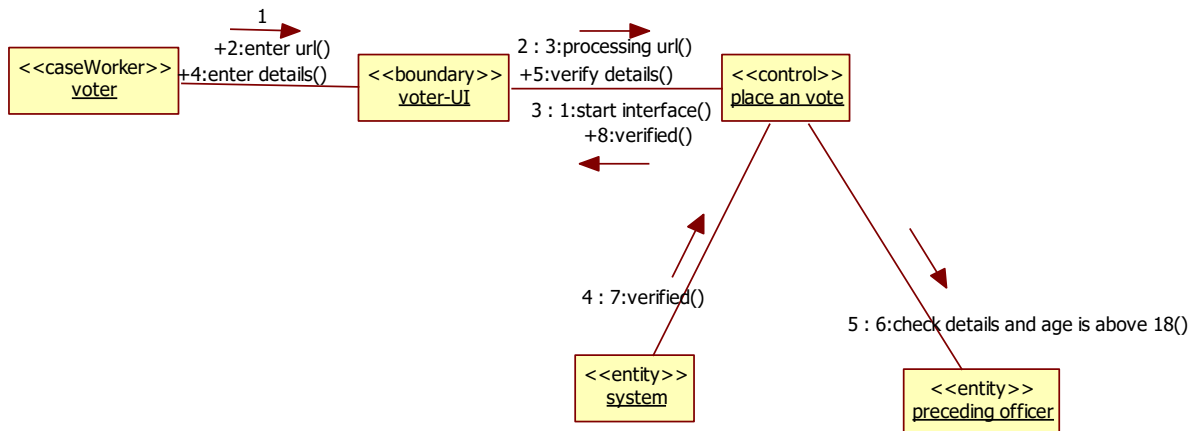 1
+2:enter url()
+4:enter details()
<<caseWorker>>
voter
<<boundary>>
voter-UI
2 : 3:processing url()
+5:verify details()
3 : 1:start interface()
+8:verified()
<<control>>
place an vote
4 : 7:verified()
5 : 6:check details and age is above 18()
<<entity>>
system
<<entity>>
preceding officer